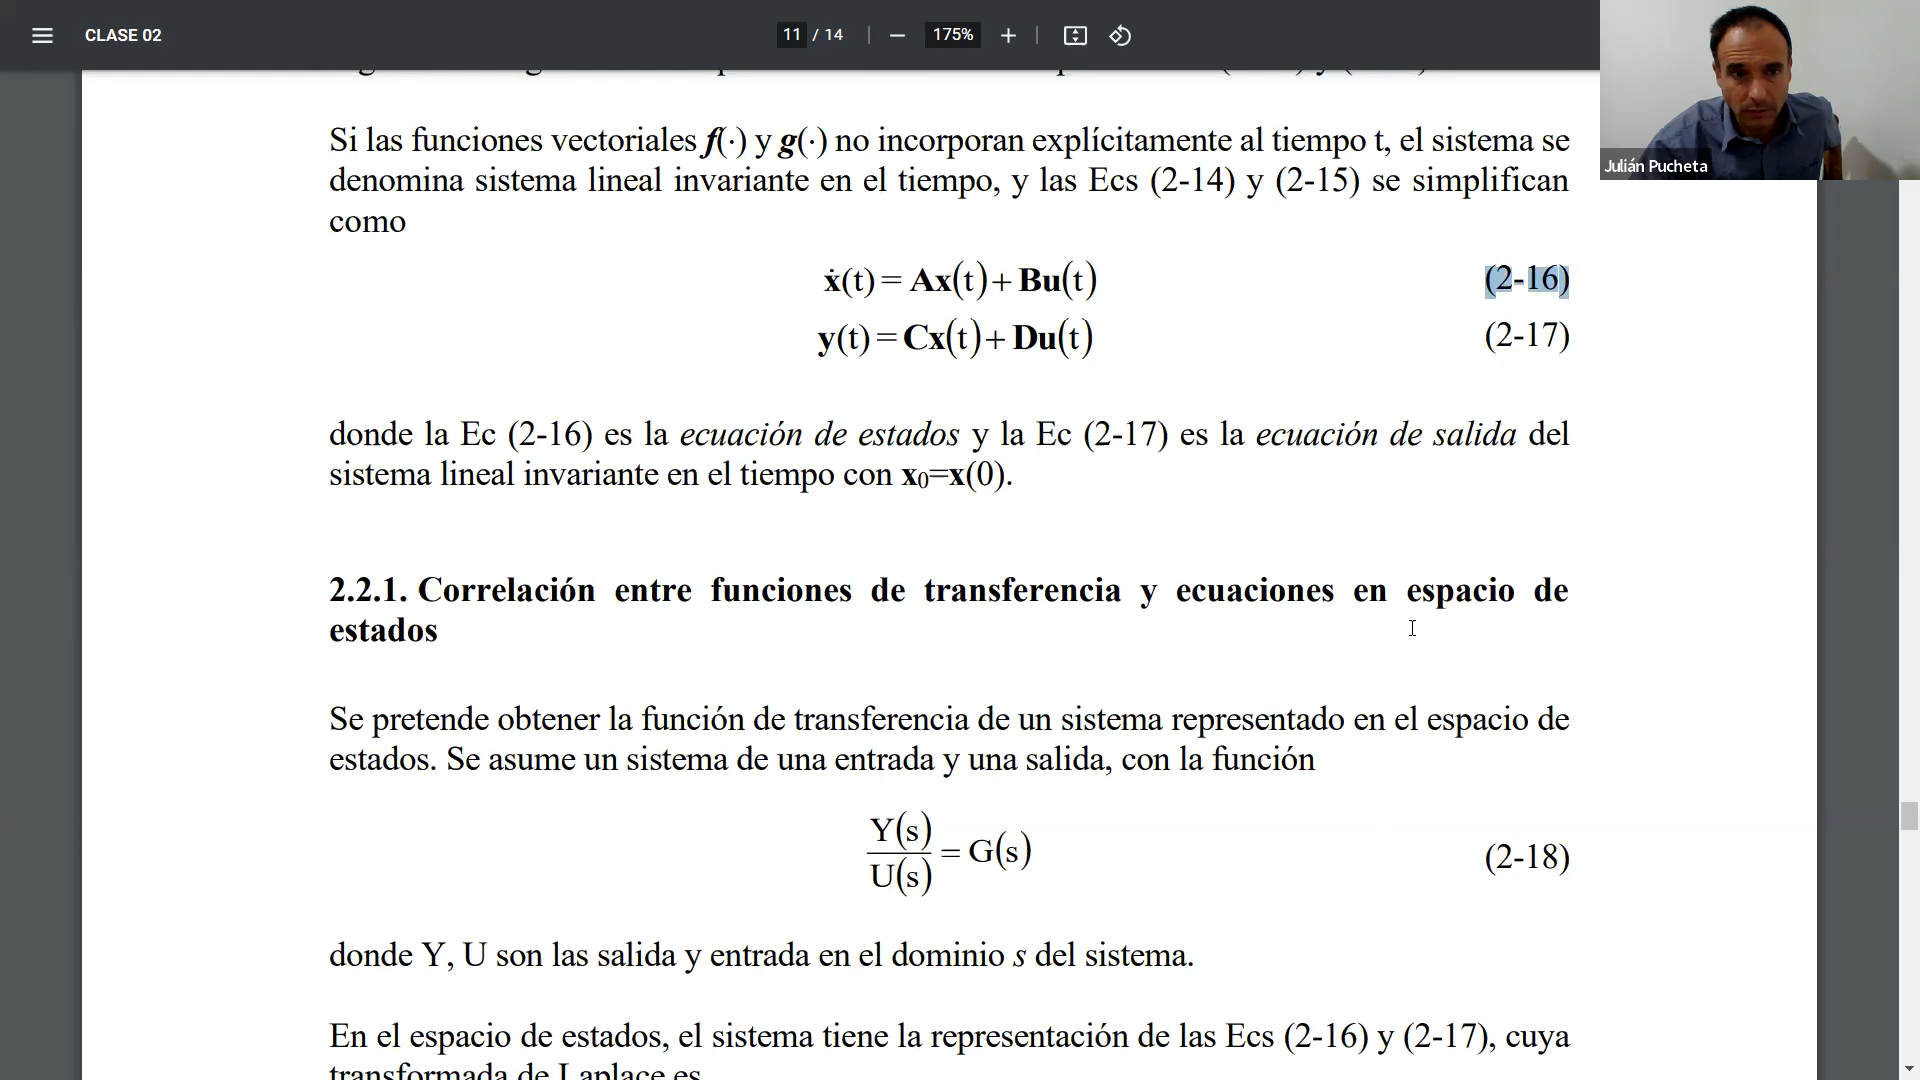 CLASE 02
11 / 14
175%
Julián Pucheta
Si las funciones vectoriales f(·) y g(·) no incorporan explícitamente al tiempo t, el sistema se
denomina sistema lineal invariante en el tiempo, y las Ecs (2-14) y (2-15) se simplifican
como
ẋ(t) = Ax(t) + Bu(t) (2-16)
y(t) = Cx(t) + Du(t) (2-17)
donde la Ec (2-16) es la ecuación de estados y la Ec (2-17) es la ecuación de salida del
sistema lineal invariante en el tiempo con x₀=x(0).
2.2.1. Correlación entre funciones de transferencia y ecuaciones en espacio de
estados
Se pretende obtener la función de transferencia de un sistema representado en el espacio de
estados. Se asume un sistema de una entrada y una salida, con la función
Y(s)
U(s)
= G(s) (2-18)
donde Y, U son las salida y entrada en el dominio s del sistema.
En el espacio de estados, el sistema tiene la representación de las Ecs (2-16) y (2-17), cuya
transformada de Laplace es